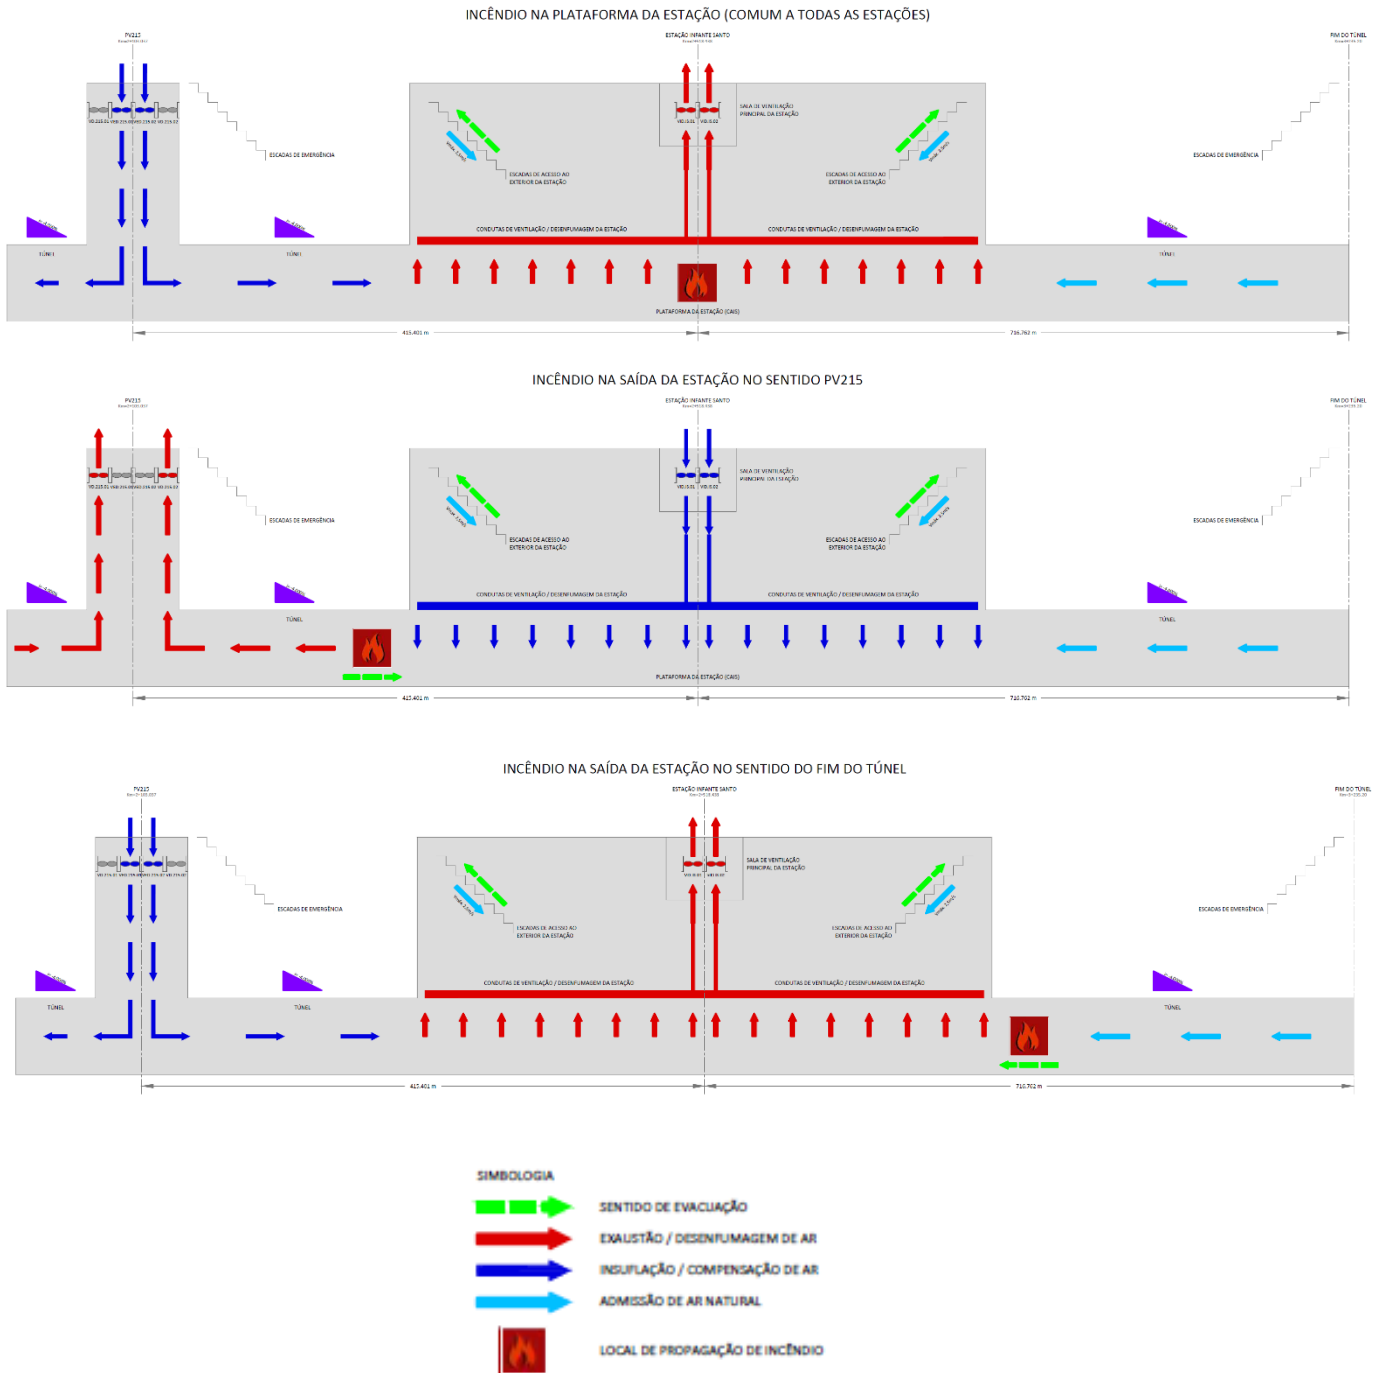 INCÊNDIO NA PLATAFORMA DA ESTAÇÃO (COMUM A TODAS AS ESTAÇÕES)
PV215
ESTAÇÃO INFANTE SANTO
FIM DO TÚNEL
SALA DE VENTILAÇÃO
PRINCIPAL DA ESTAÇÃO
ESCADAS DE EMERGÊNCIA
ESCADAS DE EMERGÊNCIA
ESCADAS DE ACESSO AO
EXTERIOR DA ESTAÇÃO
ESCADAS DE ACESSO AO
EXTERIOR DA ESTAÇÃO
CONDUTAS DE VENTILAÇÃO / DESENFUMAGEM DA ESTAÇÃO
CONDUTAS DE VENTILAÇÃO / DESENFUMAGEM DA ESTAÇÃO
TÚNEL
TÚNEL
TÚNEL
PLATAFORMA DA ESTAÇÃO (CAIS)
415.401 m
716.762 m
INCÊNDIO NA SAÍDA DA ESTAÇÃO NO SENTIDO PV215
PV215
ESTAÇÃO INFANTE SANTO
FIM DO TÚNEL
SALA DE VENTILAÇÃO
PRINCIPAL DA ESTAÇÃO
ESCADAS DE EMERGÊNCIA
ESCADAS DE EMERGÊNCIA
ESCADAS DE ACESSO AO
EXTERIOR DA ESTAÇÃO
ESCADAS DE ACESSO AO
EXTERIOR DA ESTAÇÃO
CONDUTAS DE VENTILAÇÃO / DESENFUMAGEM DA ESTAÇÃO
CONDUTAS DE VENTILAÇÃO / DESENFUMAGEM DA ESTAÇÃO
TÚNEL
TÚNEL
PLATAFORMA DA ESTAÇÃO (CAIS)
415.401 m
716.762 m
INCÊNDIO NA SAÍDA DA ESTAÇÃO NO SENTIDO DO FIM DO TÚNEL
PV215
ESTAÇÃO INFANTE SANTO
FIM DO TÚNEL
SALA DE VENTILAÇÃO
PRINCIPAL DA ESTAÇÃO
ESCADAS DE EMERGÊNCIA
ESCADAS DE EMERGÊNCIA
ESCADAS DE ACESSO AO
EXTERIOR DA ESTAÇÃO
ESCADAS DE ACESSO AO
EXTERIOR DA ESTAÇÃO
CONDUTAS DE VENTILAÇÃO / DESENFUMAGEM DA ESTAÇÃO
CONDUTAS DE VENTILAÇÃO / DESENFUMAGEM DA ESTAÇÃO
TÚNEL
TÚNEL
TÚNEL
415.401 m
716.762 m
SIMBOLOGIA
SENTIDO DE EVACUAÇÃO
EXAUSTÃO / DESENFUMAGEM DE AR
INSUFLAÇÃO / COMPENSAÇÃO DE AR
ADMISSÃO DE AR NATURAL
LOCAL DE PROPAGAÇÃO DE INCÊNDIO